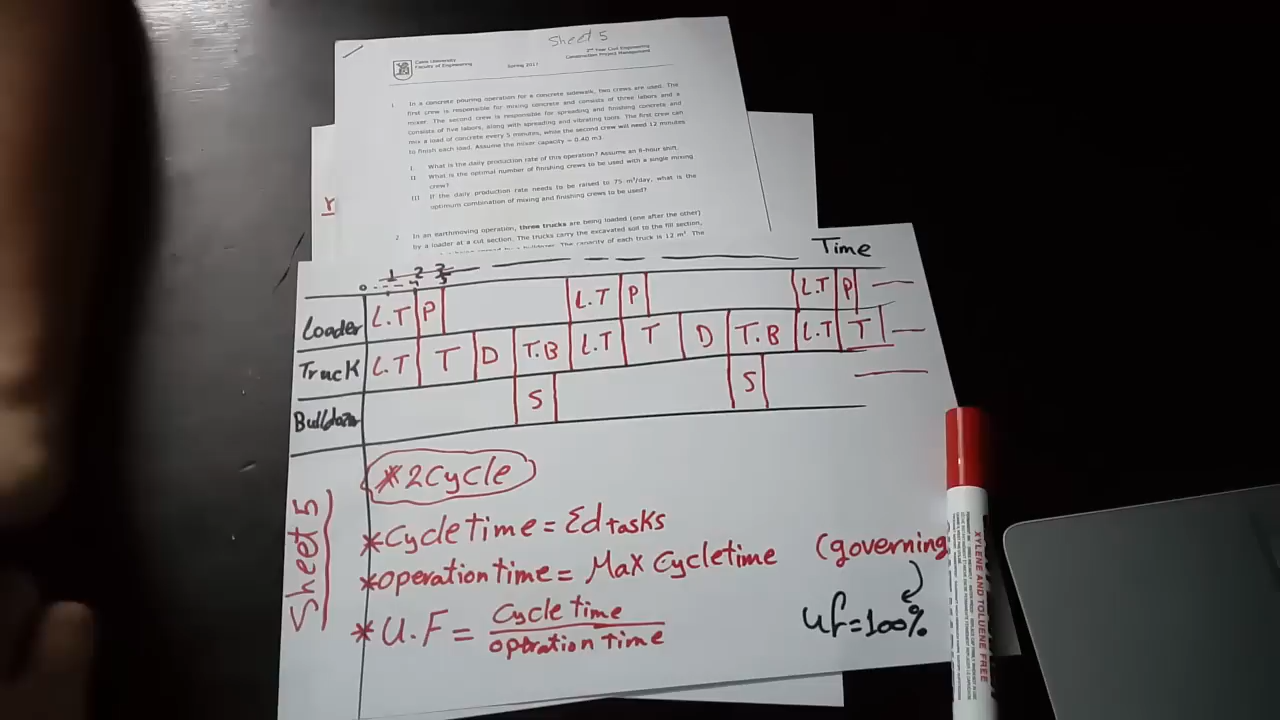 Sheet 5
Cairo University
Faculty of Engineering
Spring 2011
3rd Year Civil Engineering
Construction Project Management
1 In a concrete pouring operation for a concrete sidewalk, two crews are used. The
first crew is responsible for mixing concrete and consists of three labors and a
mixer. The second crew is responsible for spreading and finishing concrete and
consists of five labors, along with spreading and vibrating tools. The first crew can
mix a load of concrete every 5 minutes, while the second crew will need 12 minutes
to finish each load. Assume the mixer capacity = 0.40 m3
I What is the daily production rate of this operation? Assume an 8-hour shift.
II What is the optimal number of finishing crews to be used with a single mixing
crew?
III If the daily production rate needs to be raised to 75 m³/day, what is the
optimum combination of mixing and finishing crews to be used?
2 In an earthmoving operation, three trucks are being loaded (one after the other)
by a loader at a cut section. The trucks carry the excavated soil to the fill section,
The capacity of each truck is 12 m³. The
Time
0 1 2 3
Loader L.T P L.T P L.T P
Truck L.T T D T.B L.T T D T.B L.T T
Bulldozer S S
Sheet 5
*2Cycle
*Cycle Time = Σd tasks
*operation time = Max Cycle time (governing
*U.F = Cycle time
operation time
Uf=100%
XYLENE AND TOLUENE FREE